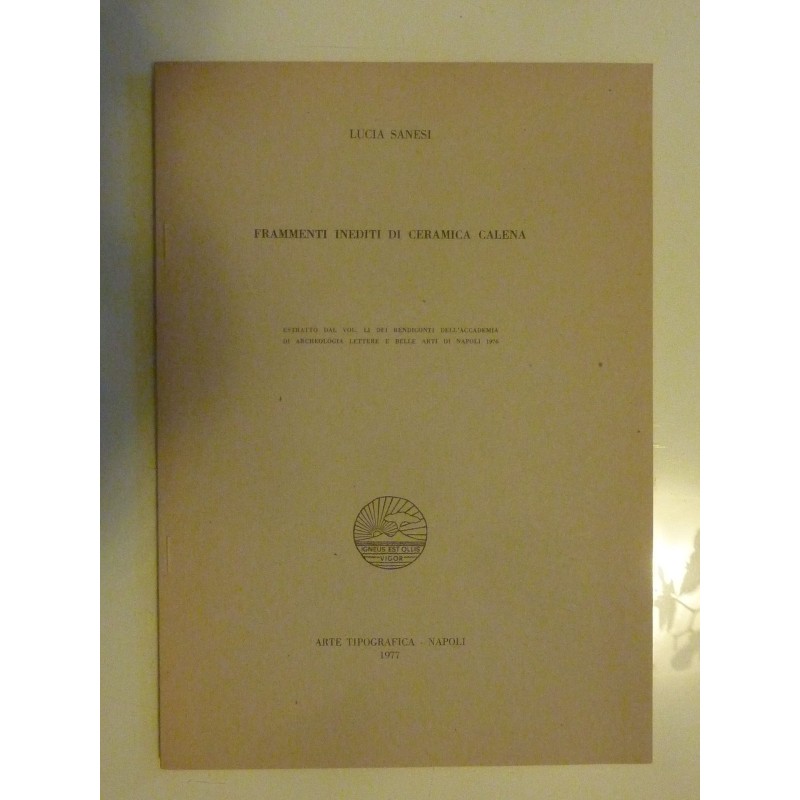 LUCIA SANESI
FRAMMENTI INEDITI DI CERAMICA CALENA
ESTRATTO DAL VOL. LI DEI RENDICONTI DELL'ACCADEMIA
DI ARCHEOLOGIA LETTERE E BELLE ARTI DI NAPOLI 1976
IGNEUS EST OLLIS
VIGOR
ARTE TIPOGRAFICA - NAPOLI
1977